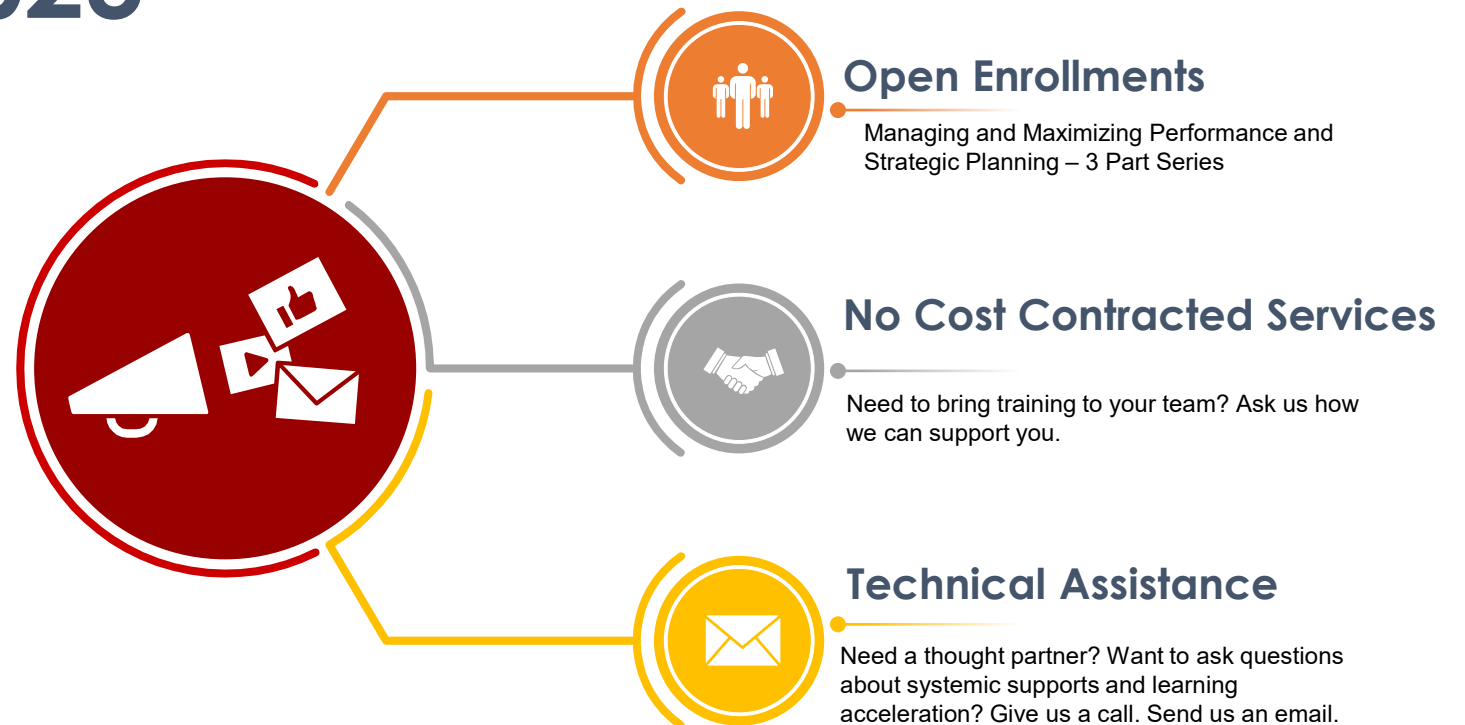 Open Enrollments
Managing and Maximizing Performance and
Strategic Planning – 3 Part Series
No Cost Contracted Services
Need to bring training to your team? Ask us how
we can support you.
Technical Assistance
Need a thought partner? Want to ask questions
about systemic supports and learning
acceleration? Give us a call. Send us an email.